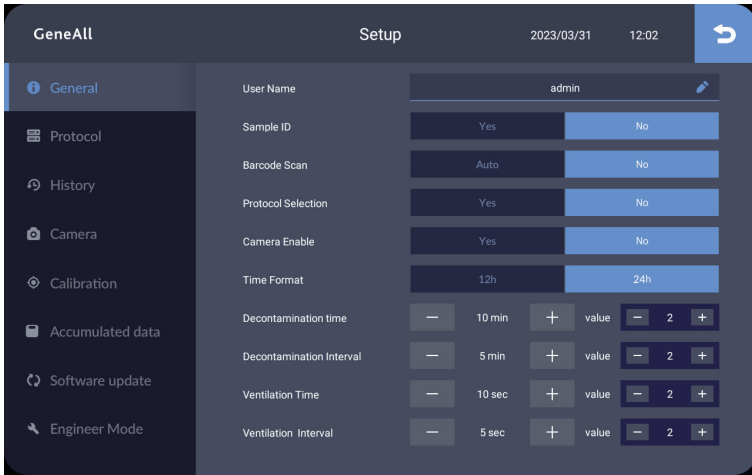 GeneAll Setup 2023/03/31 12:02
General
Protocol
History
Camera
Calibration
Accumulated data
Software update
Engineer Mode
User Name admin
Sample ID Yes No
Barcode Scan Auto No
Protocol Selection Yes No
Camera Enable Yes No
Time Format 12h 24h
Decontamination time — 10 min + value − 2 +
Decontamination Interval — 5 min + value − 2 +
Ventilation Time — 10 sec + value − 2 +
Ventilation Interval — 5 sec + value − 2 +